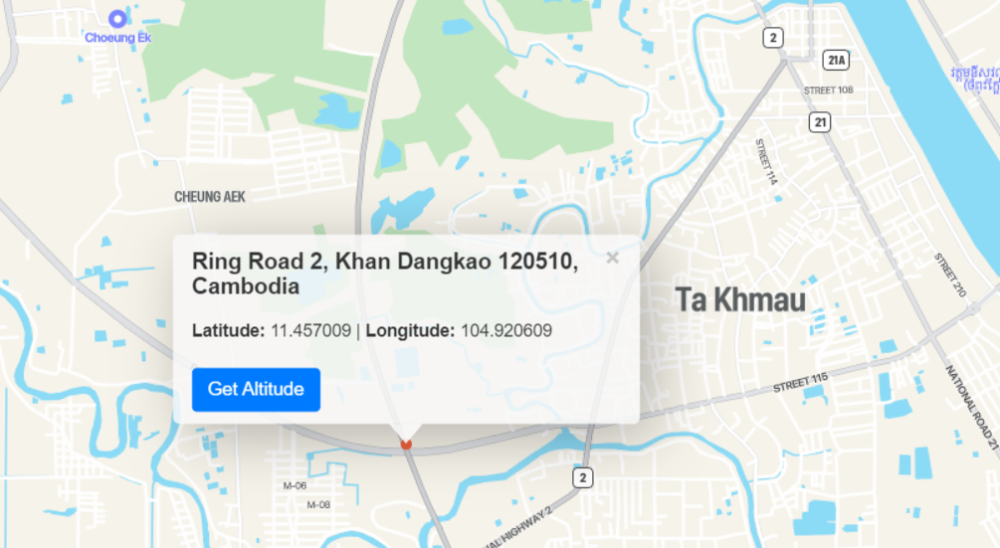 Choeung Ek
2
21A
STREET 108
21
STREET 114
CHEUNG AEK
Ring Road 2, Khan Dangkao 120510,
Cambodia
×
Latitude: 11.457009 | Longitude: 104.920609
Get Altitude
Ta Khmau
STREET 210
STREET 115
NATIONAL ROAD 21
2
M-06
M-08
AL HIGHWAY 2